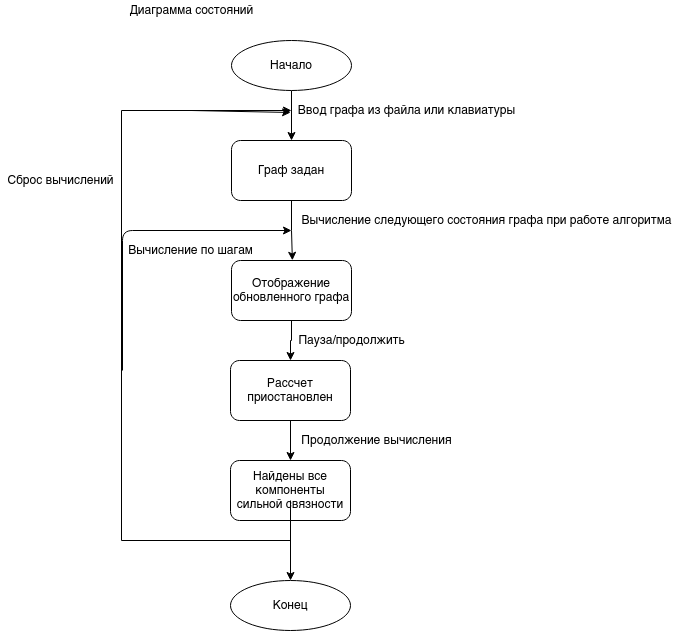 Диаграмма состояний
Начало
Ввод графа из файла или клавиатуры
Граф задан
Сброс вычислений
Вычисление следующего состояния графа при работе алгоритма
Вычисление по шагам
Отображение
обновленного графа
Пауза/продолжить
Рассчет
приостановлен
Продолжение вычисления
Найдены все
компоненты
сильной связности
Конец